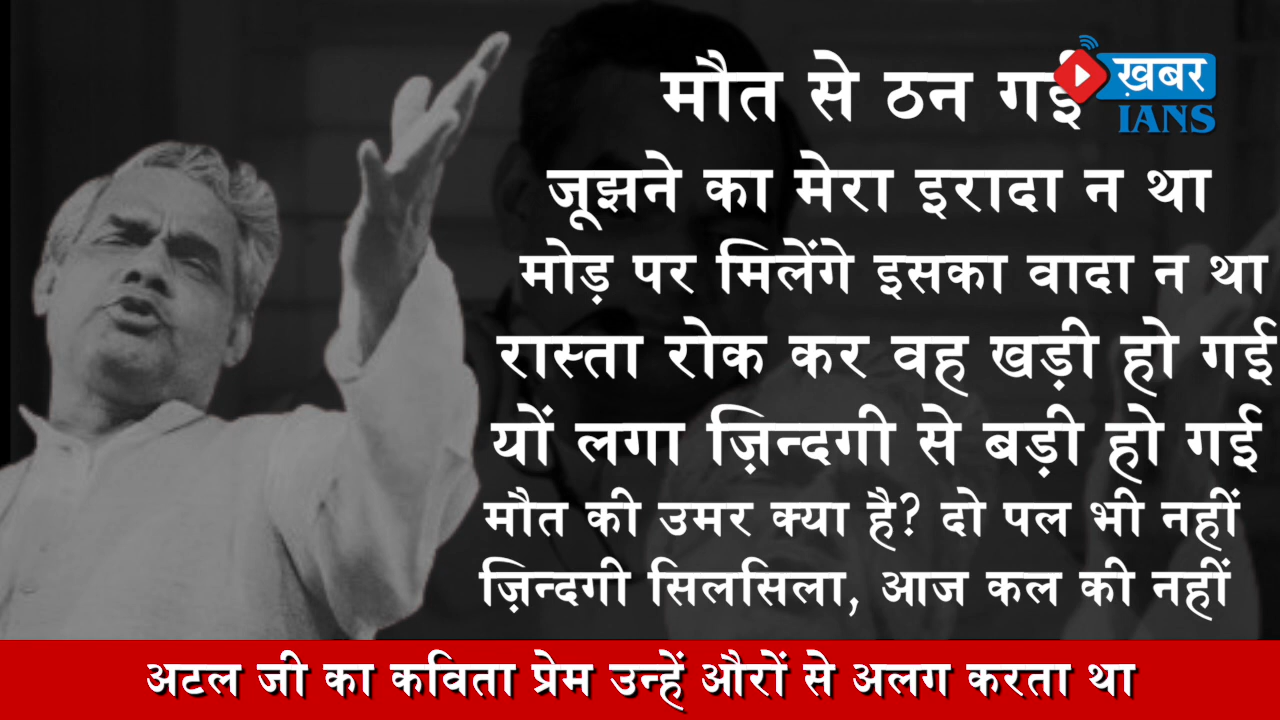 मौत से ठन गई
ख़बर
IANS
जूझने का मेरा इरादा न था
मोड़ पर मिलेंगे इसका वादा न था
रास्ता रोक कर वह खड़ी हो गई
यों लगा ज़िन्दगी से बड़ी हो गई
मौत की उमर क्या है? दो पल भी नहीं
ज़िन्दगी सिलसिला, आज कल की नहीं
अटल जी का कविता प्रेम उन्हें औरों से अलग करता था